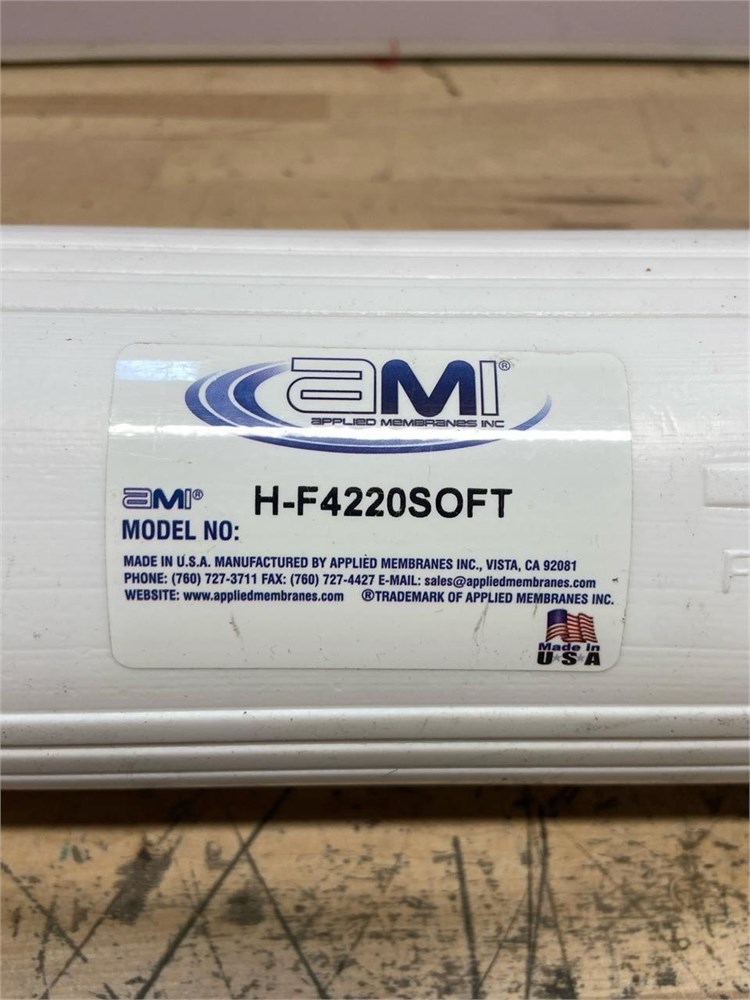 aMI®
APPLIED MEMBRANES INC
aMI® H-F4220SOFT
MODEL NO:
MADE IN U.S.A. MANUFACTURED BY APPLIED MEMBRANES INC., VISTA, CA 92081
PHONE: (760) 727-3711 FAX: (760) 727-4427 E-MAIL: sales@appliedmembranes.com
WEBSITE: www.appliedmembranes.com ®TRADEMARK OF APPLIED MEMBRANES INC.
Made in
U★S★A